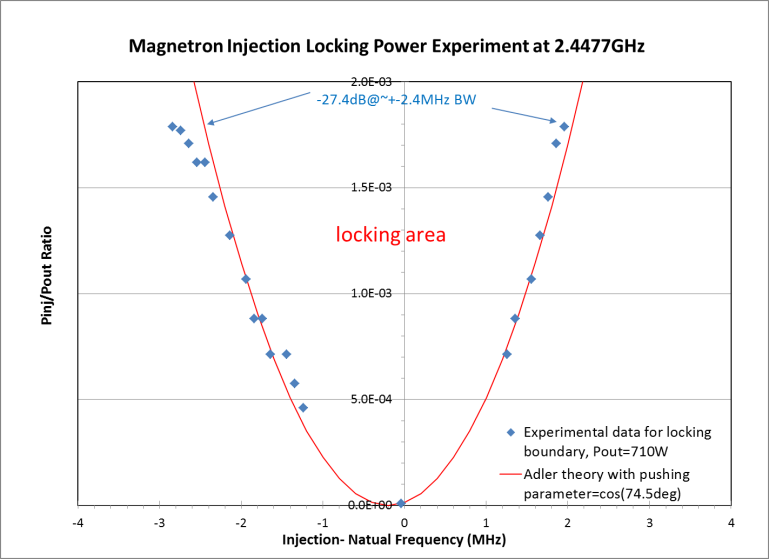 Magnetron Injection Locking Power Experiment at 2.4477GHz
2.0E-03
-27.4dB@~+-2.4MHz BW
1.5E-03
locking area
Pinj/Pout Ratio
1.0E-03
5.0E-04
Experimental data for locking
boundary, Pout=710W
Adler theory with pushing
parameter=cos(74.5deg)
0.0E+00
-4 -3 -2 -1 0 1 2 3 4
Injection- Natual Frequency (MHz)